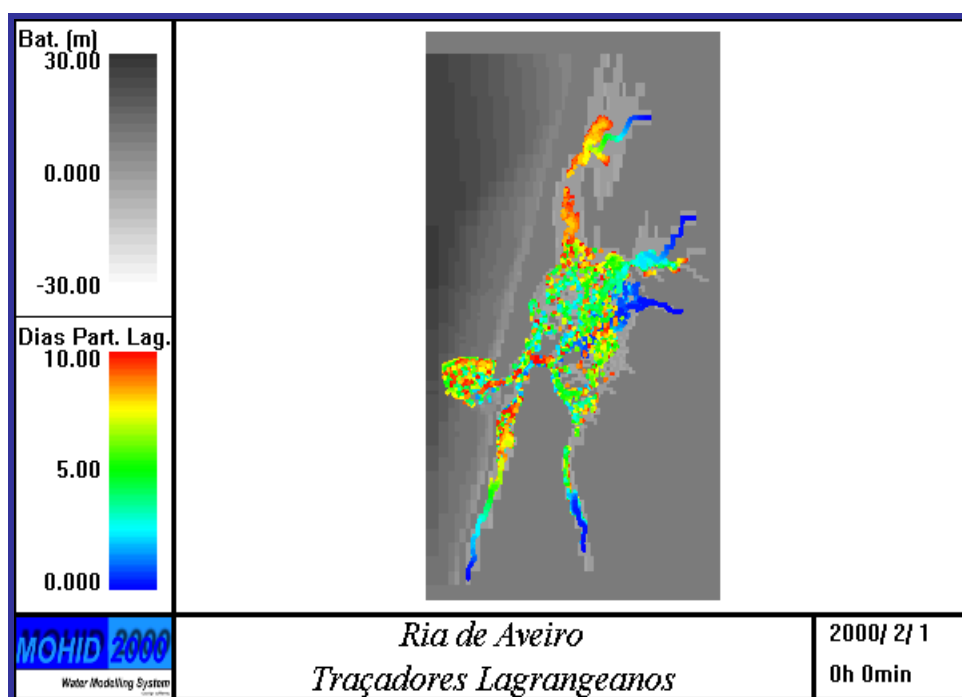 Bat. (m)
30.00
0.000
-30.00
Dias Part. Lag.
10.00
5.00
0.000
MOHID 2000
Water Modelling System
Ria de Aveiro
Traçadores Lagrangeanos
2000/ 2/ 1
0h 0min